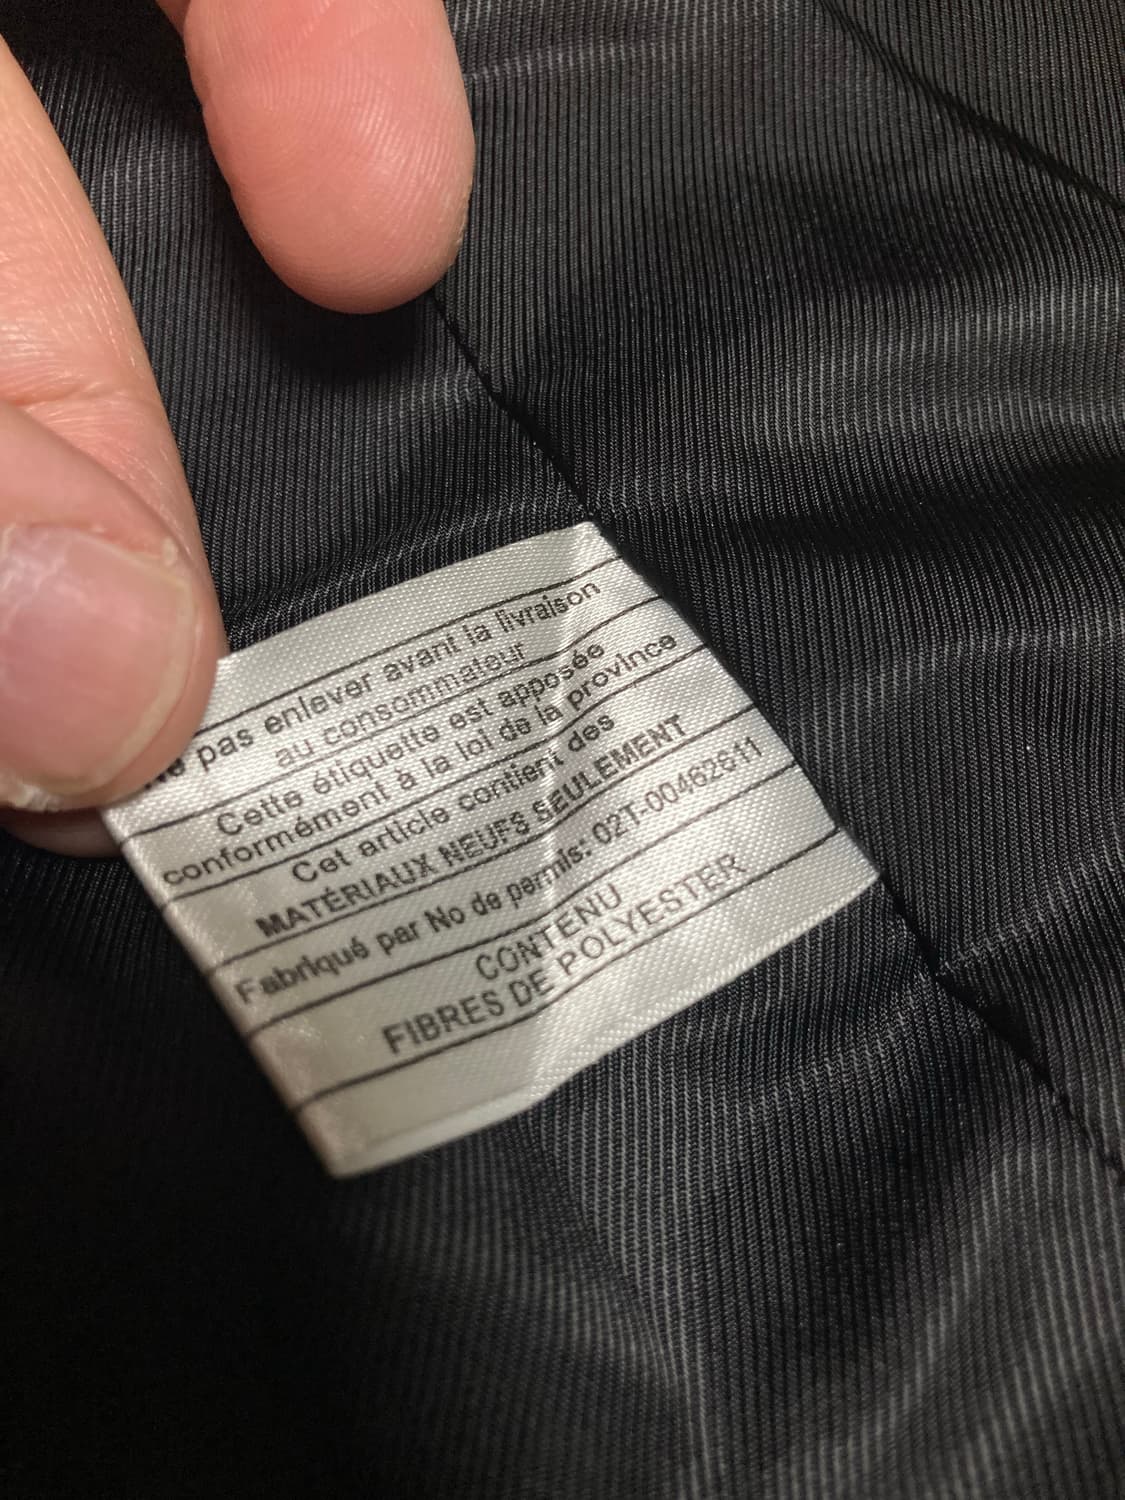 Ne pas enlever avant la livraison
au consommateur
Cette étiquette est apposée
conformément à la loi de la province
Cet article contient des
MATÉRIAUX NEUFS SEULEMENT
Fabriqué par No de permis: 02T-00462611
CONTENU
FIBRES DE POLYESTER